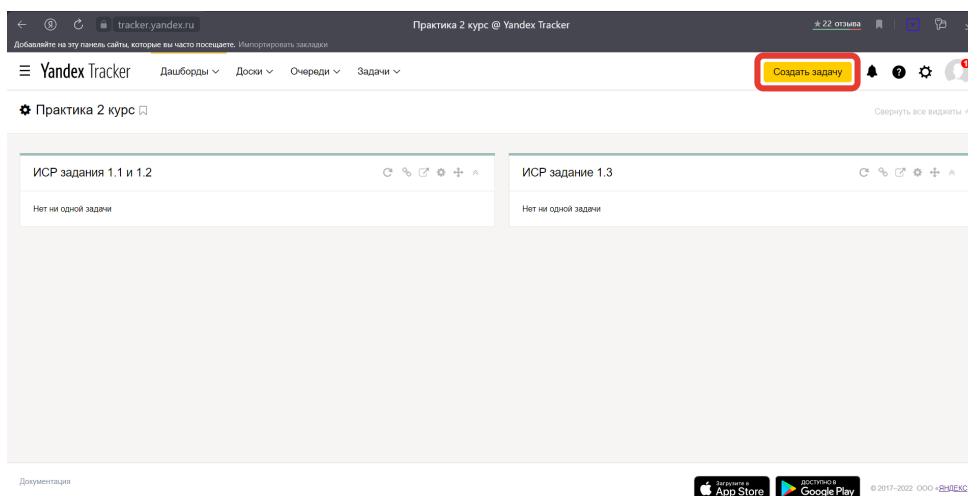 tracker.yandex.ru
Практика 2 курс @ Yandex Tracker
★ 22 отзыва
Добавляйте на эту панель сайты, которые вы часто посещаете. Импортировать закладки
Yandex Tracker
Дашборды
Доски
Очереди
Задачи
Создать задачу
1
Практика 2 курс
Свернуть все виджеты
ИСР задания 1.1 и 1.2
Нет ни одной задачи
ИСР задание 1.3
Нет ни одной задачи
Документация
Загрузите в
App Store
ДОСТУПНО В
Google Play
© 2017–2022 ООО «ЯНДЕКС